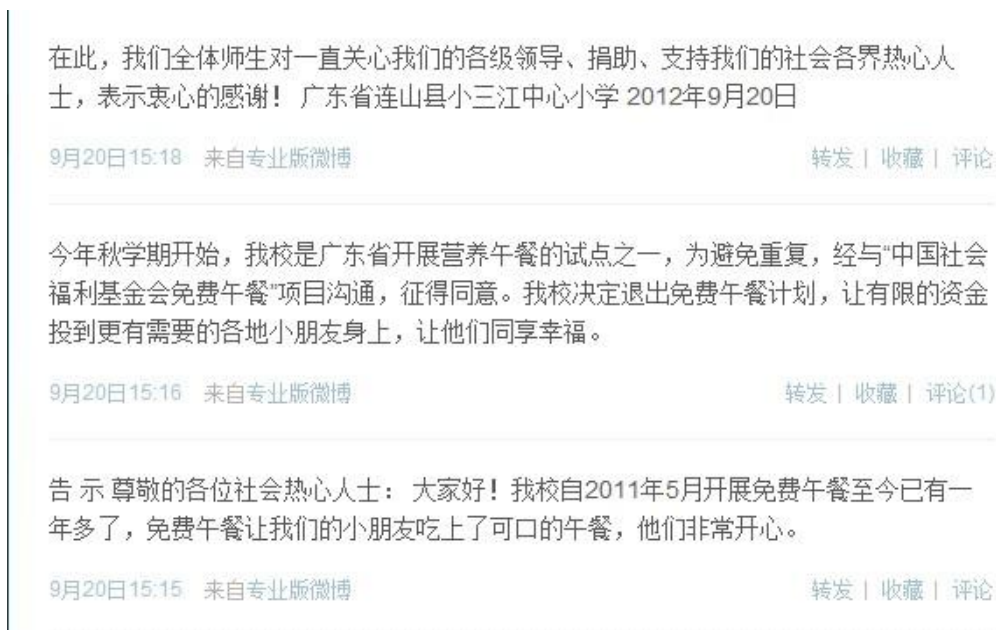 在此，我们全体师生对一直关心我们的各级领导、捐助、支持我们的社会各界热心人
士，表示衷心的感谢！ 广东省连山县小三江中心小学 2012年9月20日
9月20日15:18 来自专业版微博 转发 | 收藏 | 评论
今年秋学期开始，我校是广东省开展营养午餐的试点之一，为避免重复，经与“中国社会
福利基金会免费午餐”项目沟通，征得同意。我校决定退出免费午餐计划，让有限的资金
投到更有需要的各地小朋友身上，让他们同享幸福。
9月20日15:16 来自专业版微博 转发 | 收藏 | 评论(1)
告 示 尊敬的各位社会热心人士： 大家好！我校自2011年5月开展免费午餐至今已有一
年多了，免费午餐让我们的小朋友吃上了可口的午餐，他们非常开心。
9月20日15:15 来自专业版微博 转发 | 收藏 | 评论